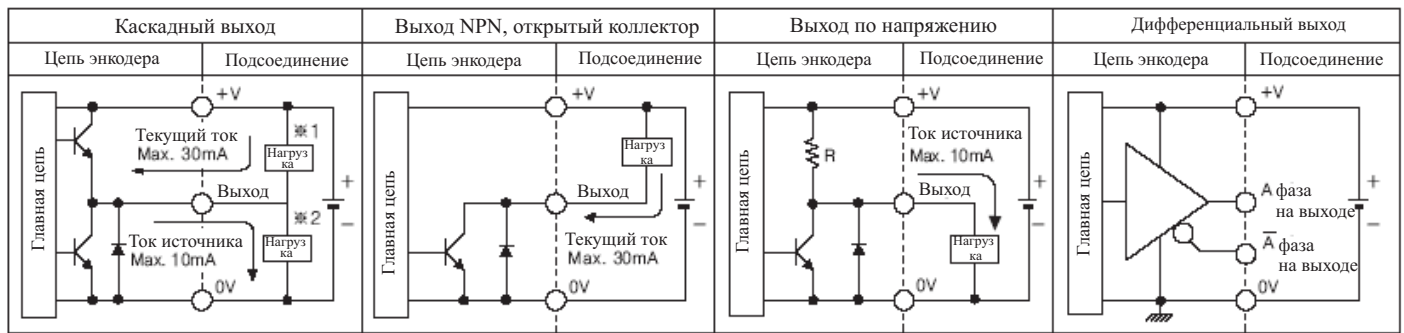 Каскадный выход
Выход NPN, открытый коллектор
Выход по напряжению
Дифференциальный выход
Цепь энкодера
Подсоединение
Цепь энкодера
Подсоединение
Цепь энкодера
Подсоединение
Цепь энкодера
Подсоединение
Главная цепь
+V
Текущий ток
Max. 30mA
※1
Нагруз
ка
Выход
※2
Ток источника
Max. 10mA
Нагруз
ка
0V
+
−
Главная цепь
+V
Нагруз
ка
Выход
Текущий ток
Max. 30mA
0V
+
−
Главная цепь
+V
R
Ток источника
Max. 10mA
Выход
Нагруз
ка
0V
+
−
Главная цепь
+V
A фаза
на выходе
A̅ фаза
на выходе
0V
+
−